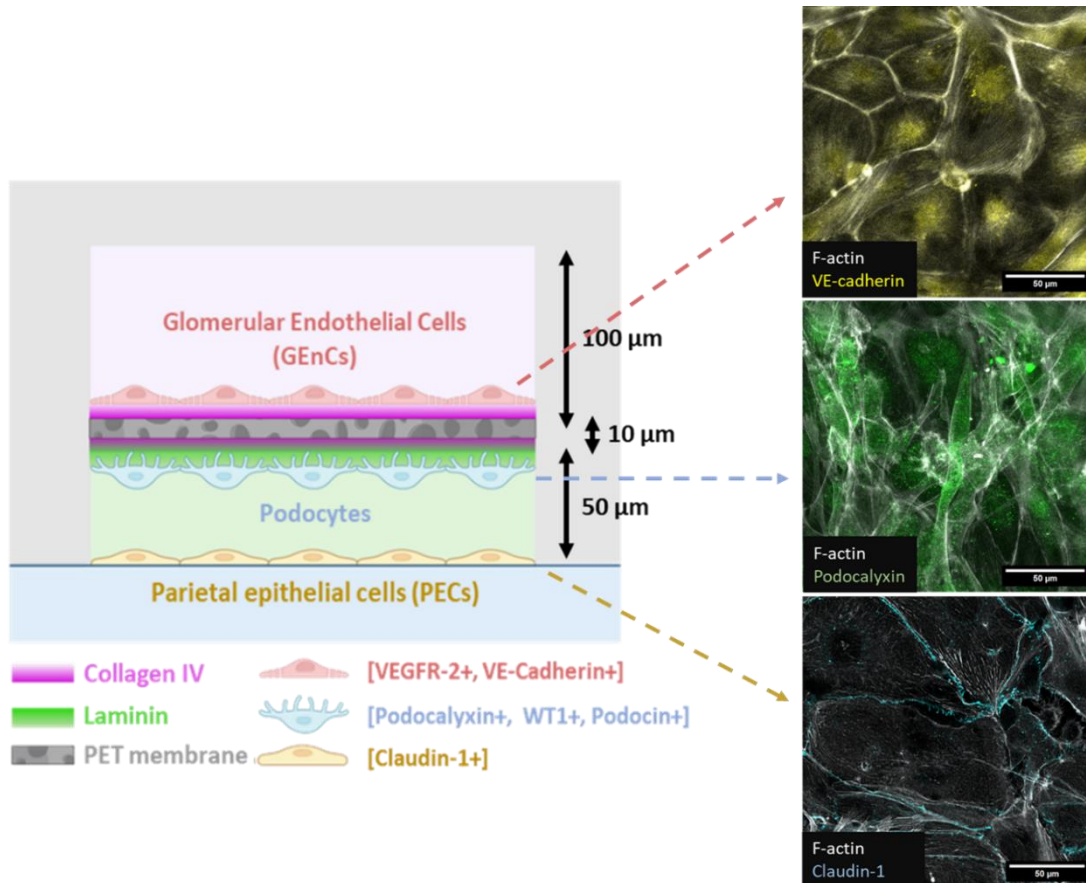 Glomerular Endothelial Cells
(GEnCs)
100 µm
10 µm
50 µm
Podocytes
Parietal epithelial cells (PECs)
Collagen IV
[VEGFR-2+, VE-Cadherin+]
Laminin
[Podocalyxin+, WT1+, Podocin+]
PET membrane
[Claudin-1+]
F-actin
VE-cadherin
50 µm
F-actin
Podocalyxin
50 µm
F-actin
Claudin-1
50 µm